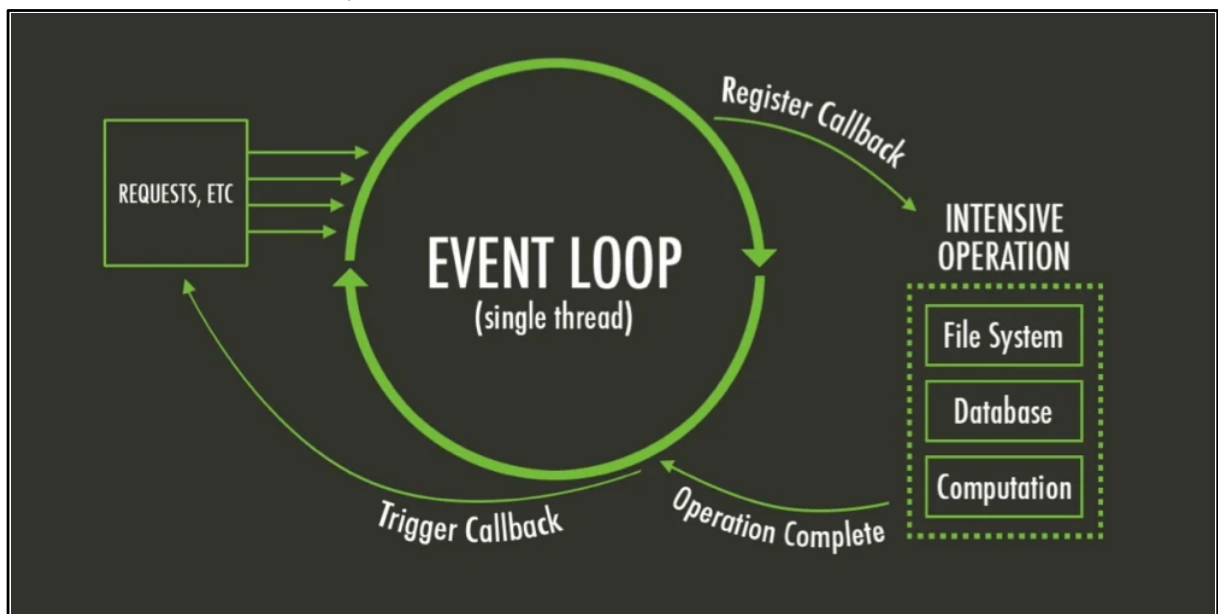 REQUESTS, ETC
EVENT LOOP
(single thread)
Register Callback
INTENSIVE
OPERATION
File System
Database
Computation
Operation Complete
Trigger Callback